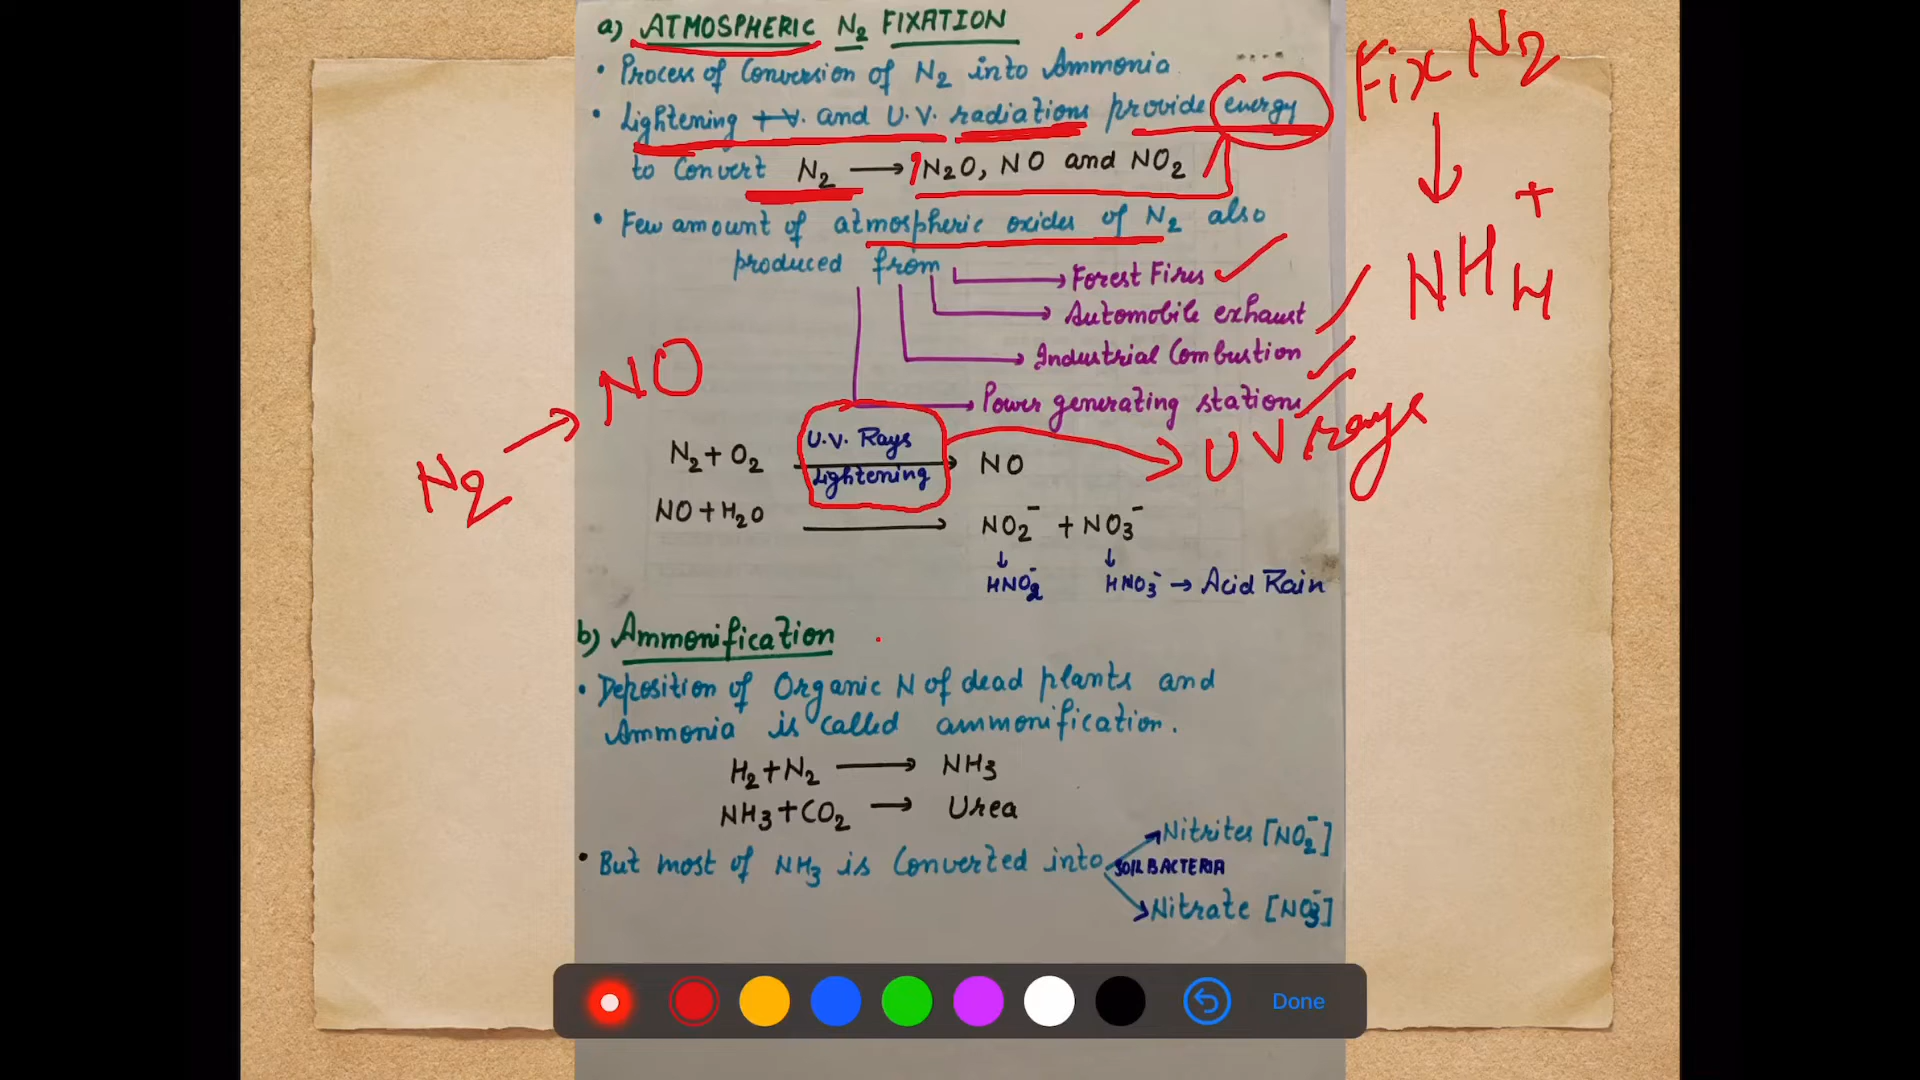 a) ATMOSPHERIC N2 FIXATION
• Process of Conversion of N2 into Ammonia
• Lightening and U.V. radiations provide energy
to Convert N2 → N2O, NO and NO2
• Few amount of atmospheric oxides of N2 also
produced from
→ Forest Fires
→ Automobile exhaust
→ Industrial Combustion
→ Power generating stations
N2 + O2 U.V. Rays Lightening → NO
NO + H2O → NO2⁻ + NO3⁻
↓ ↓
HNO2⁻ HNO3⁻ → Acid Rain
Fix N2
↓
NH4+
N2 → NO
UV rays
b) Ammonification
• Deposition of Organic N of dead plants and
Ammonia is called ammonification.
H2 + N2 → NH3
NH3 + CO2 → Urea
• But most of NH3 is Converted into SOIL BACTERIA
→ Nitrites [NO2⁻]
→ Nitrate [NO3⁻]
Done